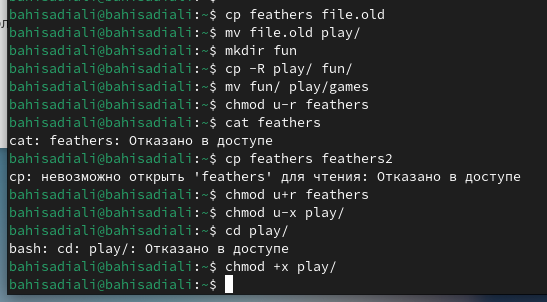 bahisadiali@bahisadiali:~$ cp feathers file.old
bahisadiali@bahisadiali:~$ mv file.old play/
bahisadiali@bahisadiali:~$ mkdir fun
bahisadiali@bahisadiali:~$ cp -R play/ fun/
bahisadiali@bahisadiali:~$ mv fun/ play/games
bahisadiali@bahisadiali:~$ chmod u-r feathers
bahisadiali@bahisadiali:~$ cat feathers
cat: feathers: Отказано в доступе
bahisadiali@bahisadiali:~$ cp feathers feathers2
cp: невозможно открыть 'feathers' для чтения: Отказано в доступе
bahisadiali@bahisadiali:~$ chmod u+r feathers
bahisadiali@bahisadiali:~$ chmod u-x play/
bahisadiali@bahisadiali:~$ cd play/
bash: cd: play/: Отказано в доступе
bahisadiali@bahisadiali:~$ chmod +x play/
bahisadiali@bahisadiali:~$